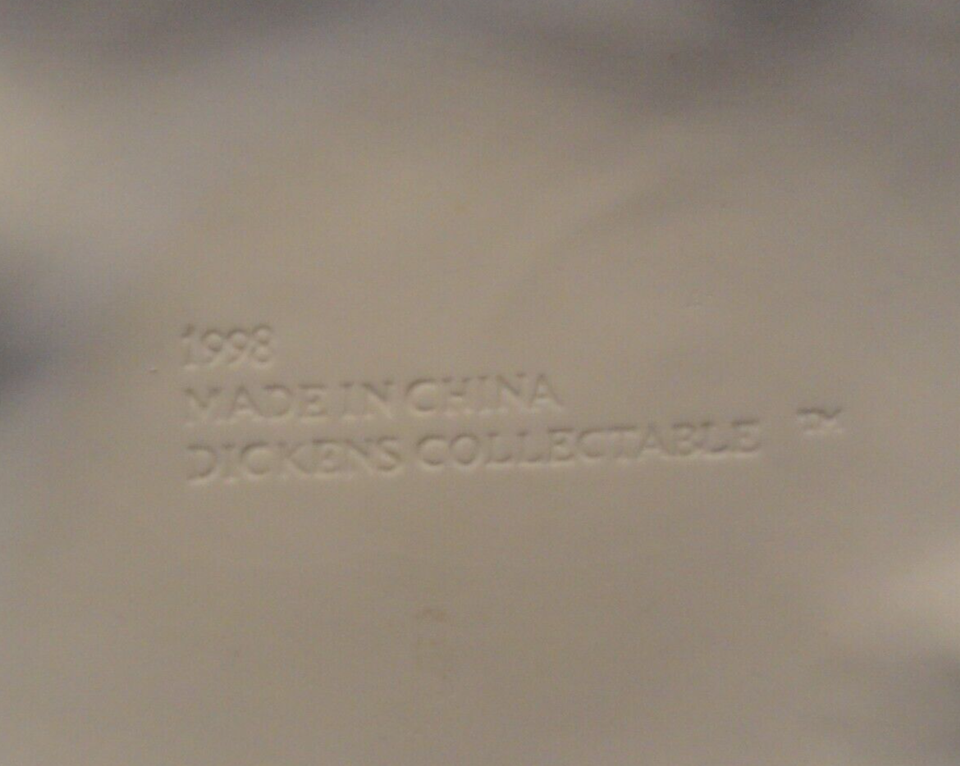 1998
MADE IN CHINA
DICKENS COLLECTABLE ™